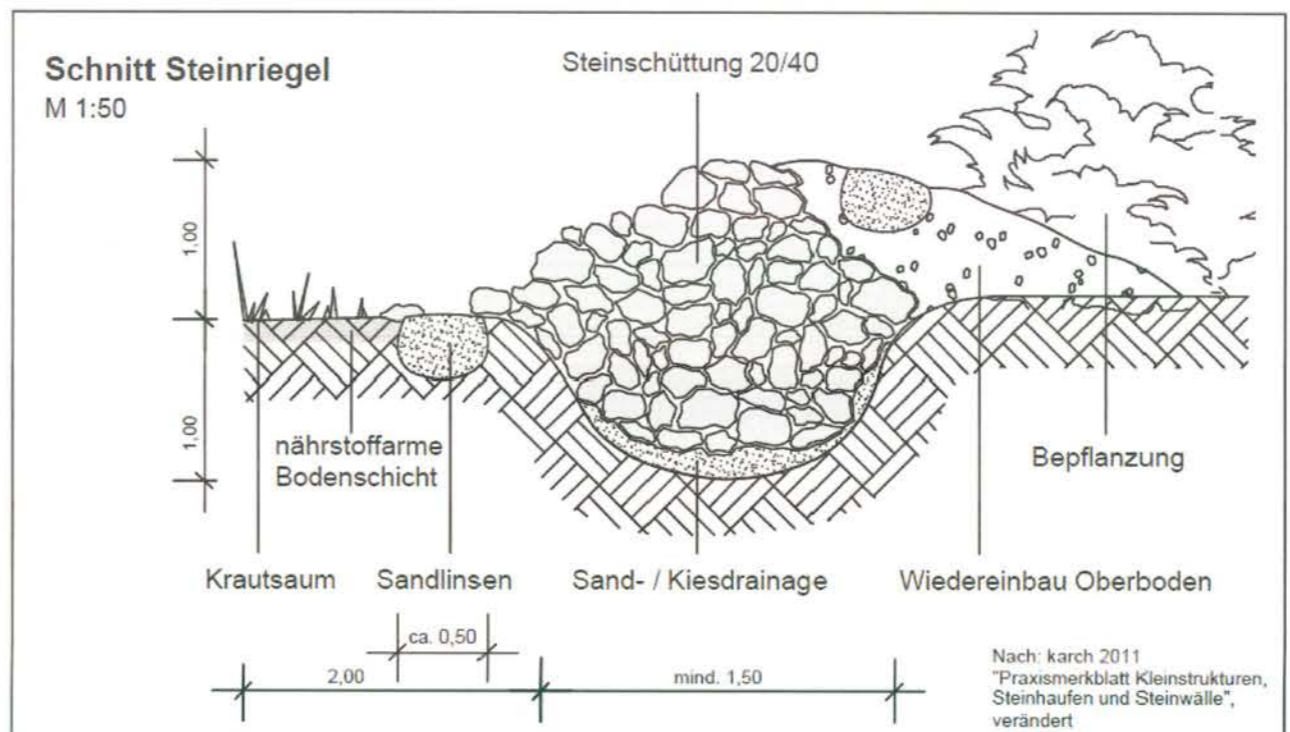 Schnitt Steinriegel
M 1:50
Steinschüttung 20/40
1,00
1,00
nährstoffarme
Bodenschicht
Bepflanzung
Krautsaum
Sandlinsen
Sand- / Kiesdrainage
Wiedereinbau Oberboden
ca. 0,50
2,00
mind. 1,50
Nach: karch 2011
"Praxismerkblatt Kleinstrukturen,
Steinhaufen und Steinwälle",
verändert